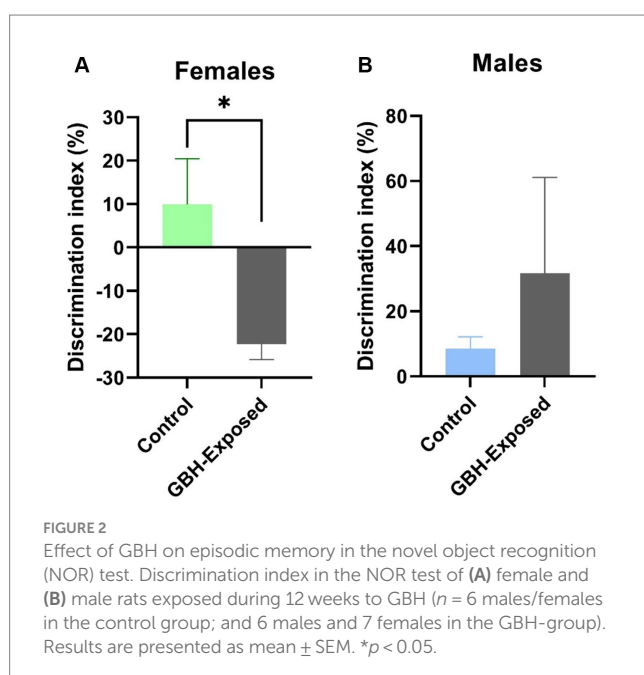 A
Females
*
Discrimination index (%)
30
20
10
0
-10
-20
-30
Control
GBH-Exposed
B
Males
Discrimination index (%)
80
60
40
20
0
Control
GBH-Exposed
FIGURE 2
Effect of GBH on episodic memory in the novel object recognition
(NOR) test. Discrimination index in the NOR test of (A) female and
(B) male rats exposed during 12 weeks to GBH (n = 6 males/females
in the control group; and 6 males and 7 females in the GBH-group).
Results are presented as mean ± SEM. *p < 0.05.